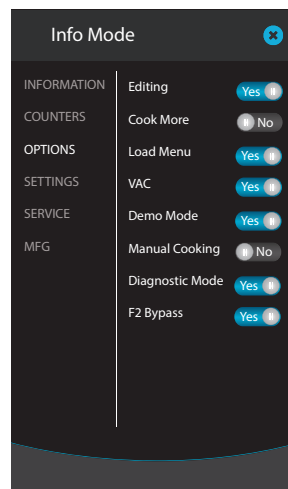 Info Mode
INFORMATION
COUNTERS
OPTIONS
SETTINGS
SERVICE
MFG
Editing Yes
Cook More No
Load Menu Yes
VAC Yes
Demo Mode Yes
Manual Cooking No
Diagnostic Mode Yes
F2 Bypass Yes